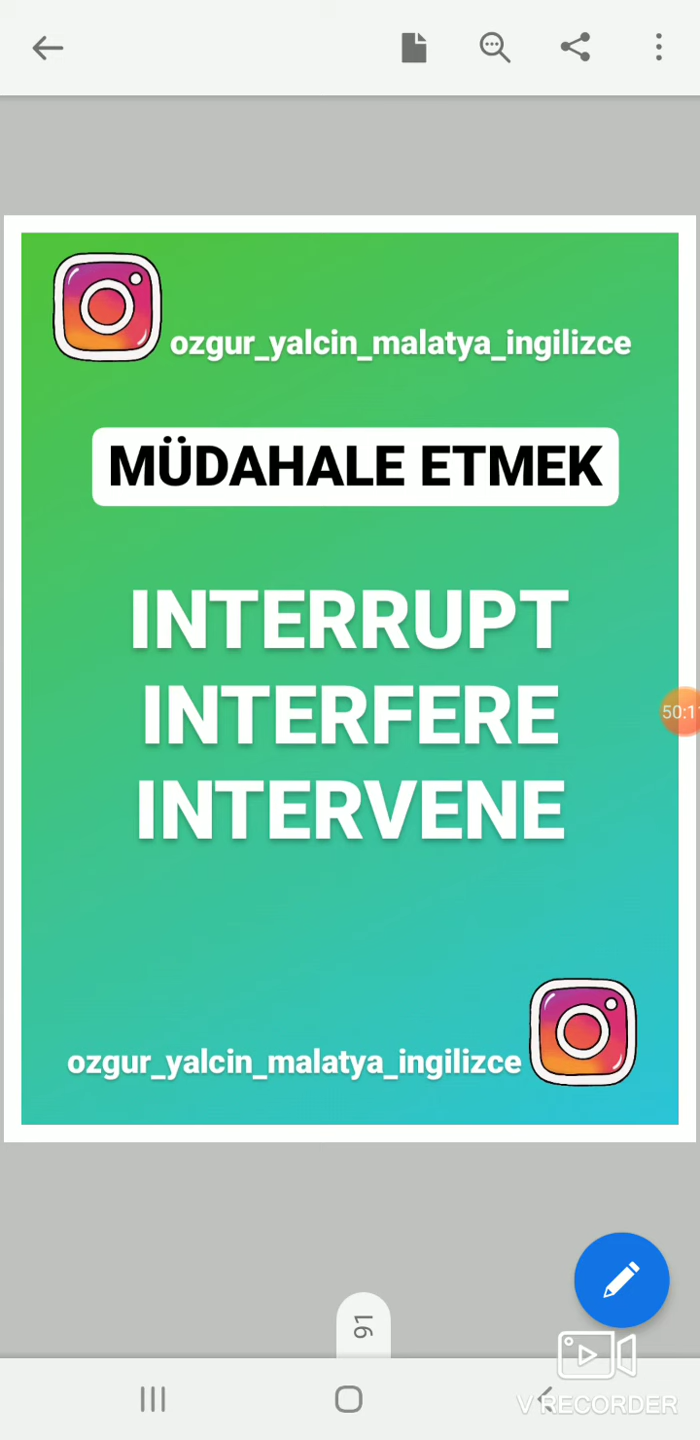 ozgur_yalcin_malatya_ingilizce
MÜDAHALE ETMEK
INTERRUPT
INTERFERE
INTERVENE
ozgur_yalcin_malatya_ingilizce
91
V RECORDER